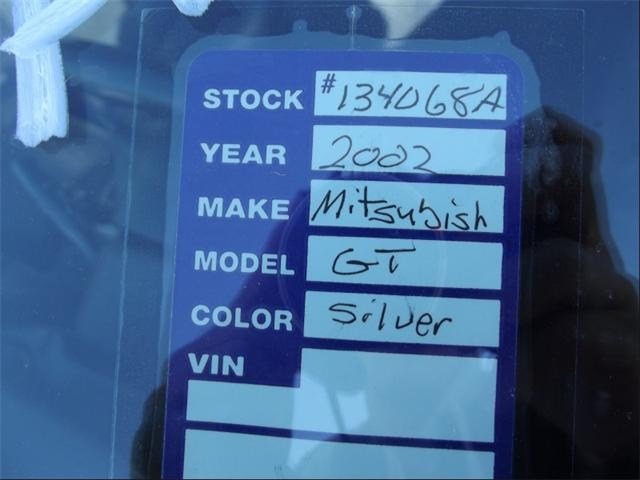 STOCK #134068A
YEAR 2002
MAKE Mitsubish
MODEL GT
COLOR Silver
VIN